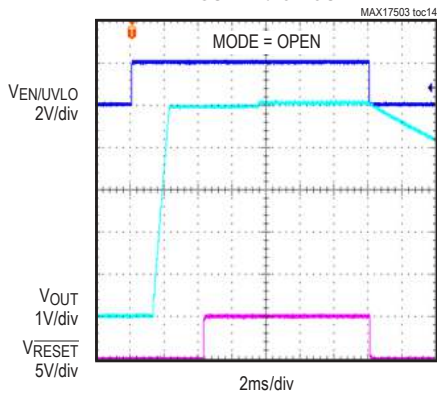 MAX17503 toc14
MODE = OPEN
VEN/UVLO
2V/div
VOUT
1V/div
VRESET
5V/div
2ms/div